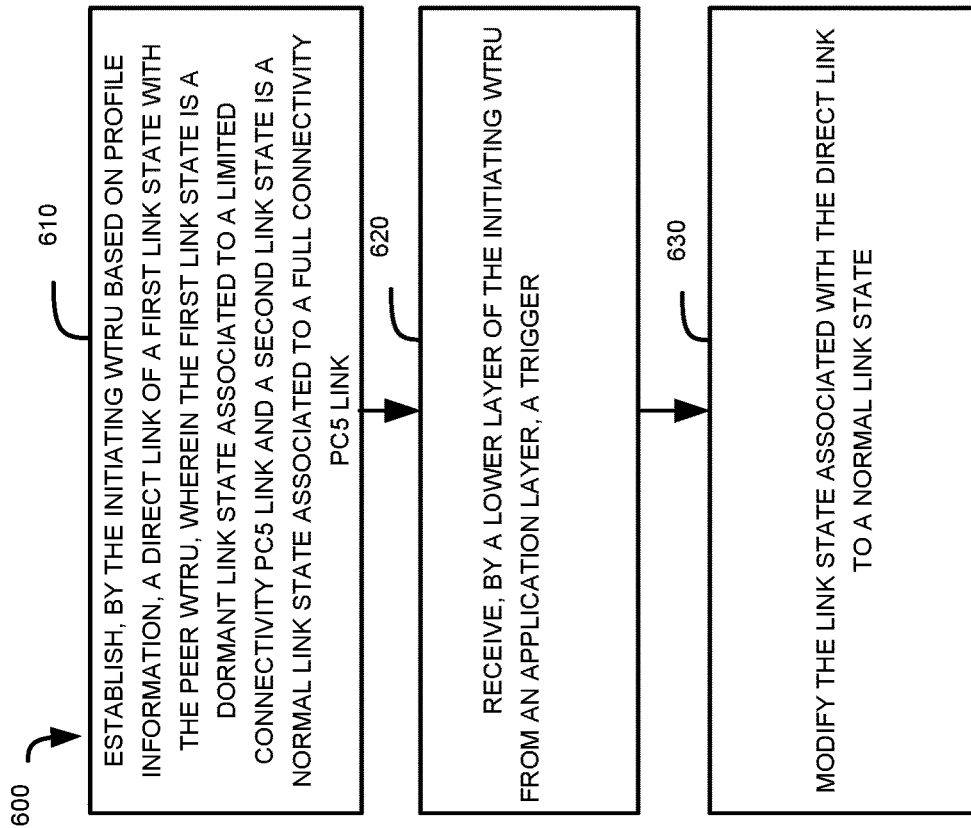 600
610
ESTABLISH, BY THE INITIATING WTRU BASED ON PROFILE
INFORMATION, A DIRECT LINK OF A FIRST LINK STATE WITH
THE PEER WTRU, WHEREIN THE FIRST LINK STATE IS A
DORMANT LINK STATE ASSOCIATED TO A LIMITED
CONNECTIVITY PC5 LINK AND A SECOND LINK STATE IS A
NORMAL LINK STATE ASSOCIATED TO A FULL CONNECTIVITY
PC5 LINK
620
RECEIVE, BY A LOWER LAYER OF THE INITIATING WTRU
FROM AN APPLICATION LAYER, A TRIGGER
630
MODIFY THE LINK STATE ASSOCIATED WITH THE DIRECT LINK
TO A NORMAL LINK STATE